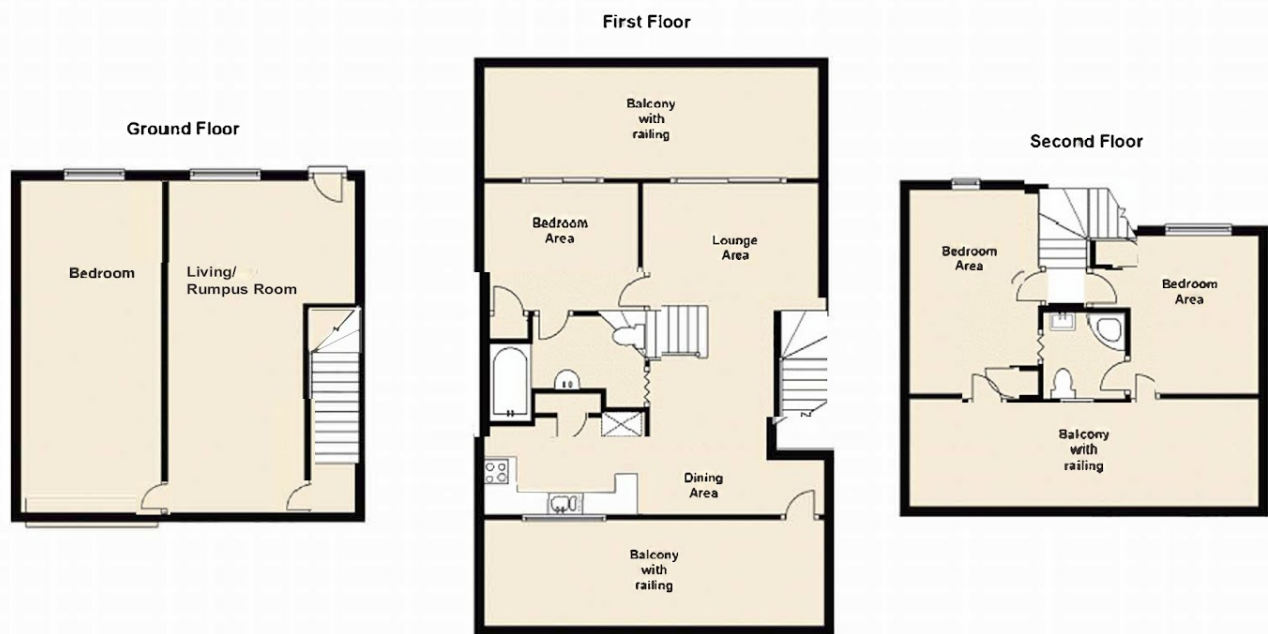 First Floor
Balcony
with
railing
Bedroom
Area
Lounge
Area
Dining
Area
Balcony
with
railing
Ground Floor
Bedroom
Living/
Rumpus Room
Second Floor
Bedroom
Area
Bedroom
Area
Balcony
with
railing